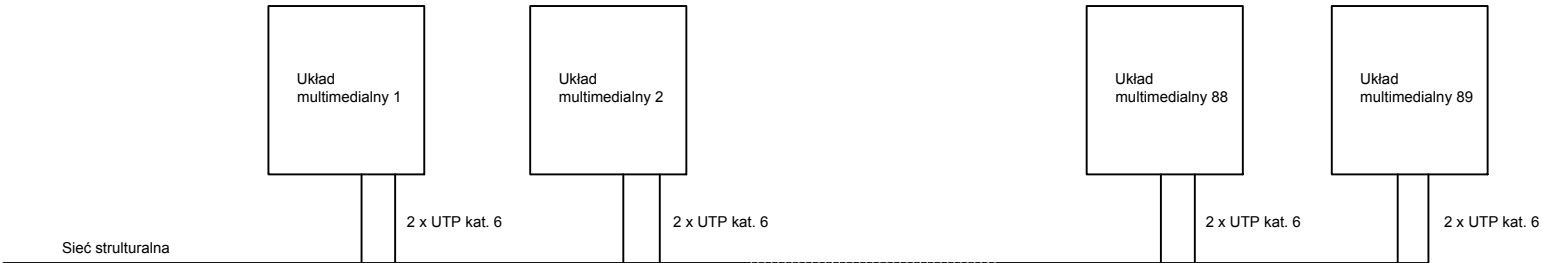 Układ
multimedialny 1
Układ
multimedialny 2
Układ
multimedialny 88
Układ
multimedialny 89
2 x UTP kat. 6
2 x UTP kat. 6
2 x UTP kat. 6
2 x UTP kat. 6
Sieć strulturalna